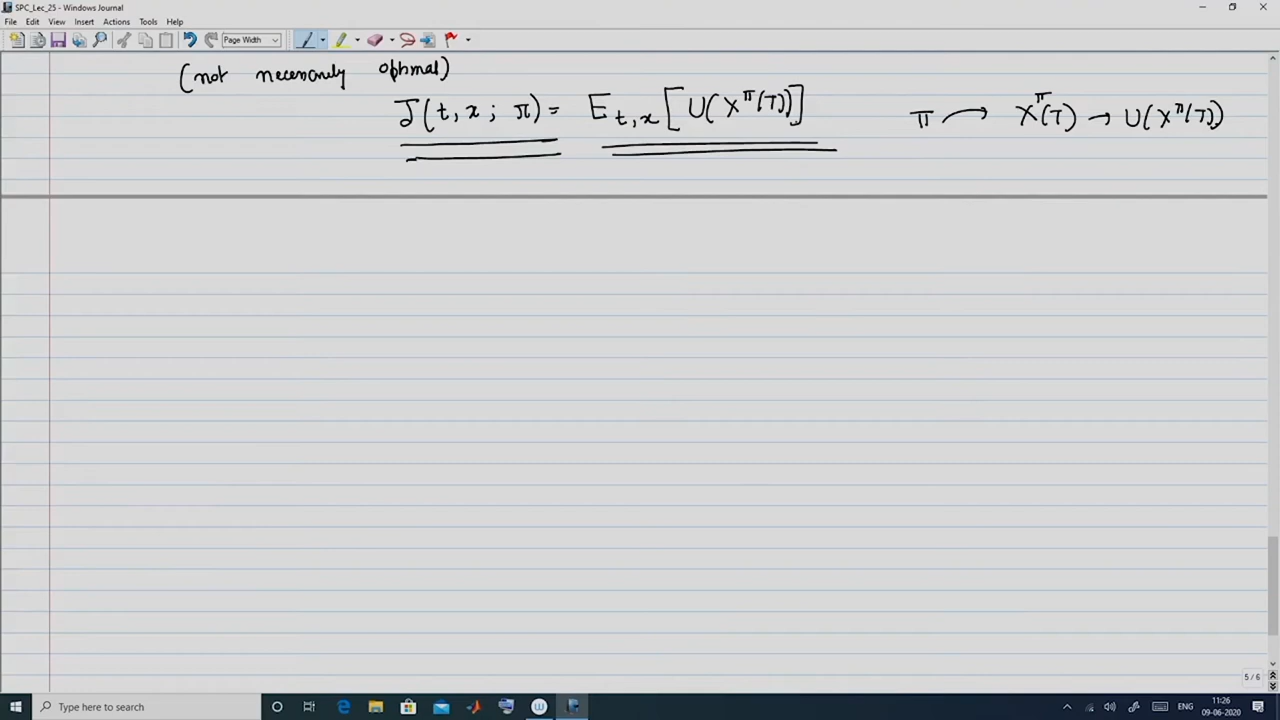 SPC_Lec_25 - Windows Journal
File Edit View Insert Actions Tools Help
Page Width
(not necessarily optimal)
J(t, x; π) = E_{t,x}[U(X^π(T))]
π → X^π(T) → U(X^π(T))
5 / 6
Type here to search
ENG
11:26
09-06-2020